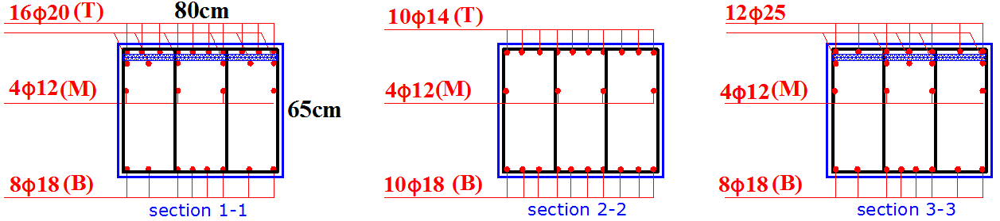 16φ20 (T)
80cm
4φ12 (M)
65cm
8φ18 (B)
section 1-1
10φ14 (T)
4φ12 (M)
10φ18 (B)
section 2-2
12φ25
4φ12 (M)
8φ18 (B)
section 3-3